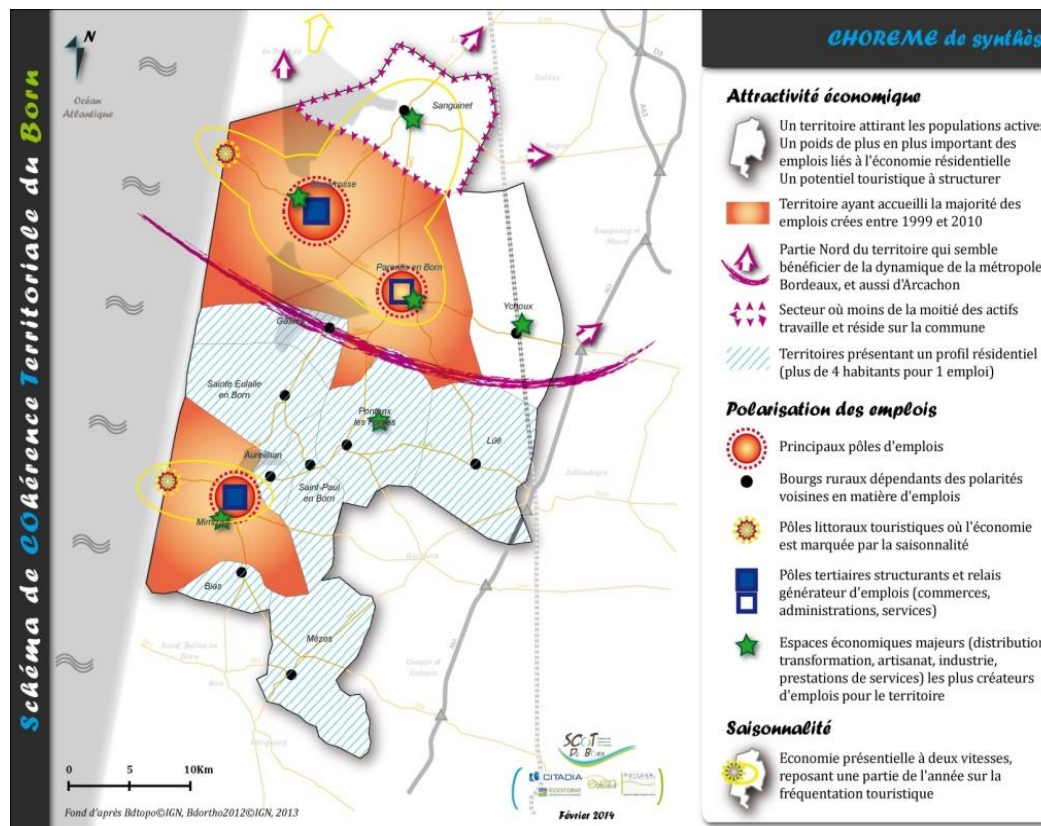 Schéma de COhérence Territoriale du Born
N
Océan
Atlantique
Sanguinet
Biscarrosse
Parentis en Born
Ychoux
Gastes
Sainte Eulalie
en Born
Pontenx
les Forges
Lüe
Aureilhan
Saint-Paul
en Born
Mimizan
Bias
Mézos
Saint Julien en
Born
0 5 10Km
Fond d'après Bdtopo©IGN, Bdortho2012©IGN, 2013
SCOT
Du Born
CITADIA
ECOTONE
Février 2014
CHOREME de synthès
Attractivité économique
Un territoire attirant les populations actives
Un poids de plus en plus important des
emplois liés à l'économie résidentielle
Un potentiel touristique à structurer
Territoire ayant accueilli la majorité des
emplois crées entre 1999 et 2010
Partie Nord du territoire qui semble
bénéficier de la dynamique de la métropole
Bordeaux, et aussi d'Arcachon
Secteur où moins de la moitié des actifs
travaille et réside sur la commune
Territoires présentant un profil résidentiel
(plus de 4 habitants pour 1 emploi)
Polarisation des emplois
Principaux pôles d'emplois
Bourgs ruraux dépendants des polarités
voisines en matière d'emplois
Pôles littoraux touristiques où l'économie
est marquée par la saisonnalité
Pôles tertiaires structurants et relais
générateur d'emplois (commerces,
administrations, services)
Espaces économiques majeurs (distribution
transformation, artisanat, industrie,
prestations de services) les plus créateurs
d'emplois pour le territoire
Saisonnalité
Economie présentielle à deux vitesses,
reposant une partie de l'année sur la
fréquentation touristique